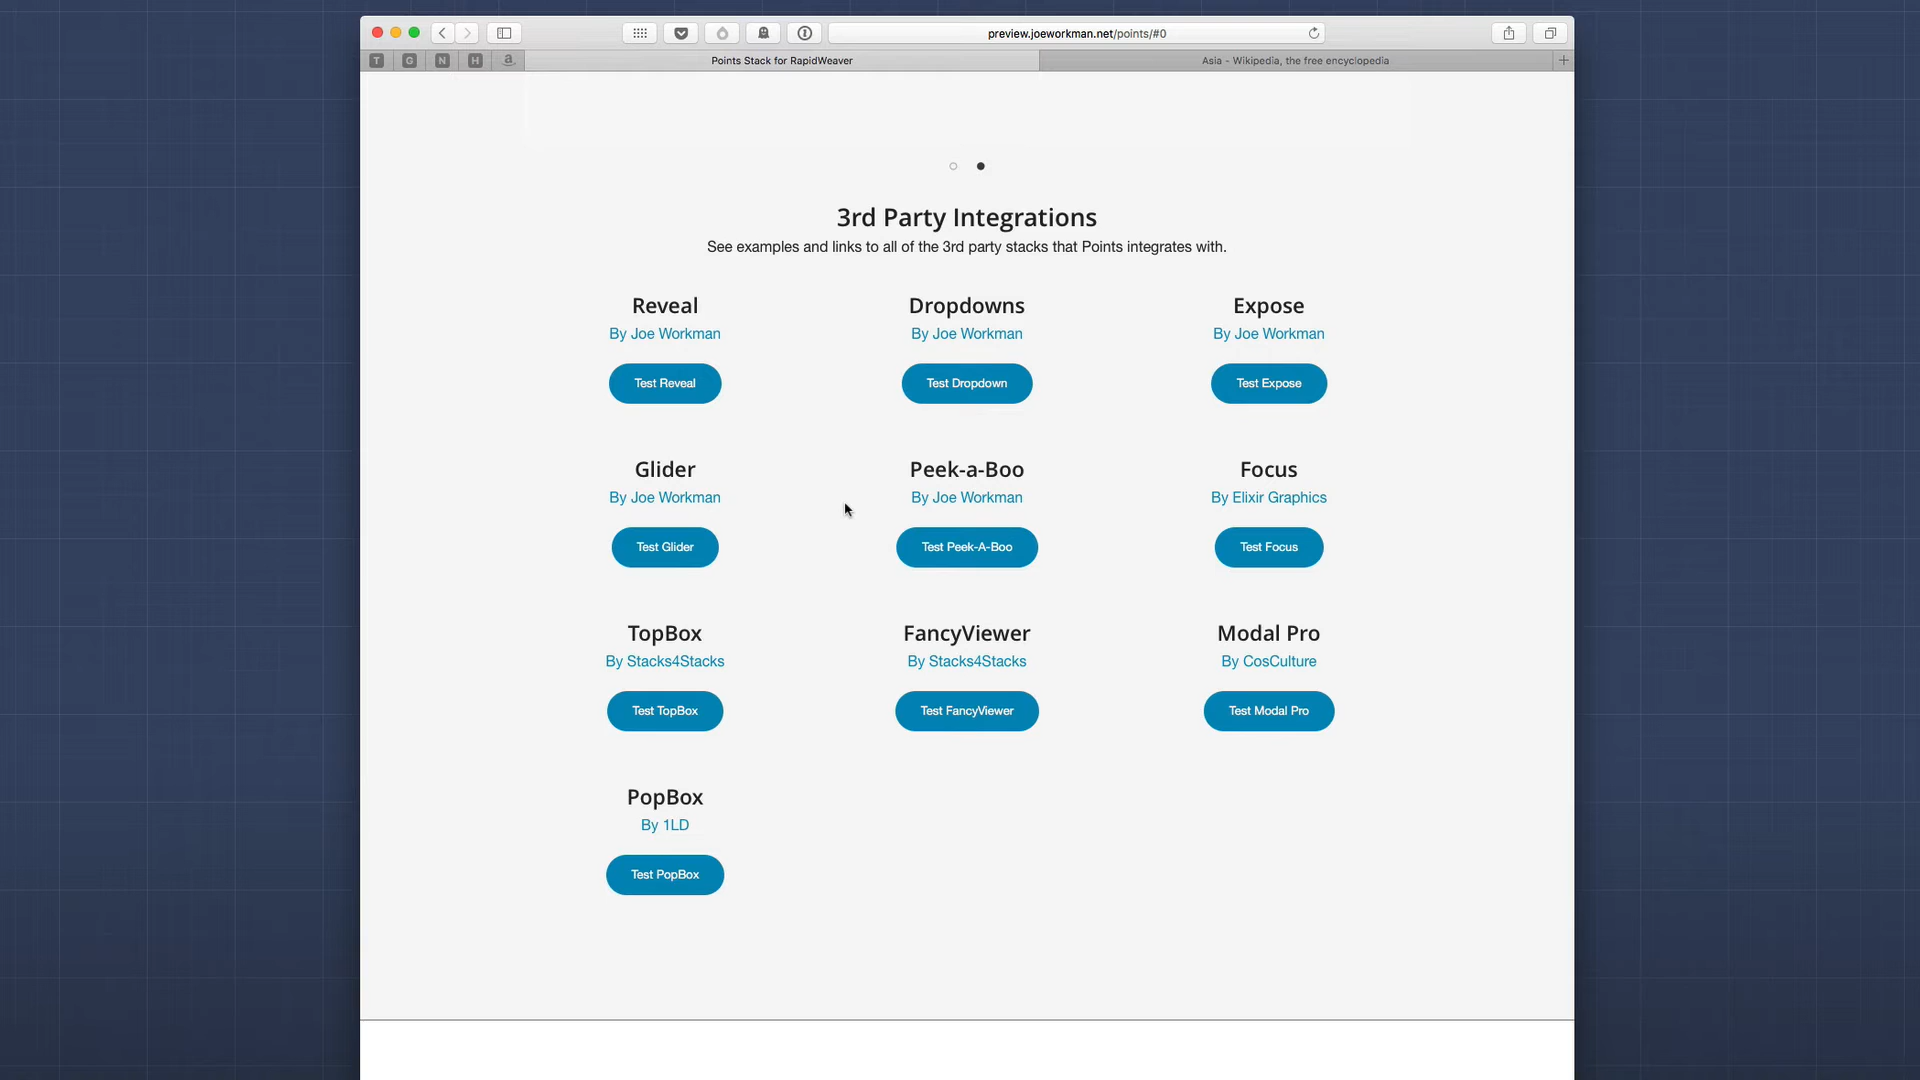 preview.joeworkman.net/points/#0
T G N H a
Points Stack for RapidWeaver
Asia - Wikipedia, the free encyclopedia
3rd Party Integrations
See examples and links to all of the 3rd party stacks that Points integrates with.
Reveal
By Joe Workman
Test Reveal
Dropdowns
By Joe Workman
Test Dropdown
Expose
By Joe Workman
Test Expose
Glider
By Joe Workman
Test Glider
Peek-a-Boo
By Joe Workman
Test Peek-A-Boo
Focus
By Elixir Graphics
Test Focus
TopBox
By Stacks4Stacks
Test TopBox
FancyViewer
By Stacks4Stacks
Test FancyViewer
Modal Pro
By CosCulture
Test Modal Pro
PopBox
By 1LD
Test PopBox